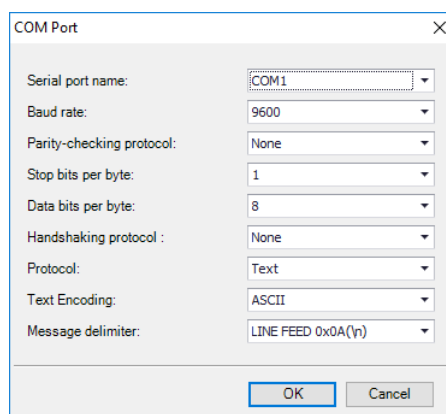 COM Port
Serial port name: COM1
Baud rate: 9600
Parity-checking protocol: None
Stop bits per byte: 1
Data bits per byte: 8
Handshaking protocol : None
Protocol: Text
Text Encoding: ASCII
Message delimiter: LINE FEED 0x0A(\n)
OK Cancel